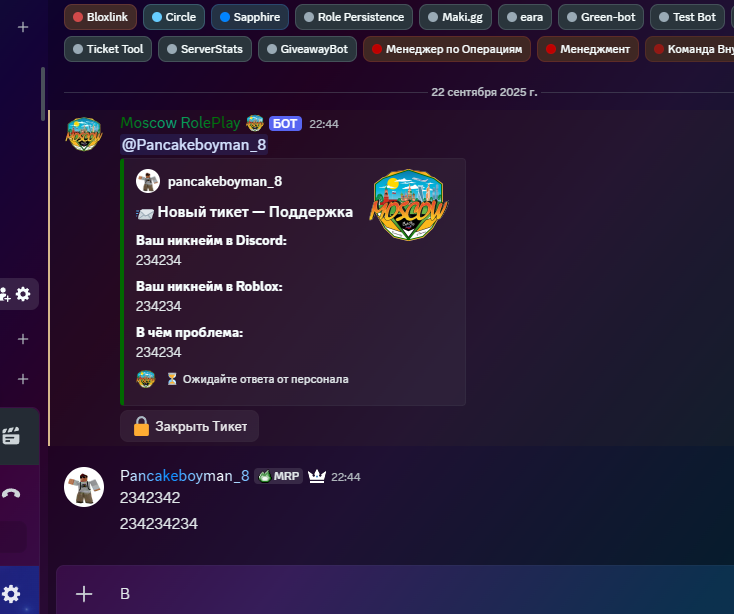 Bloxlink Circle Sapphire Role Persistence Maki.gg eara Green-bot Test Bot
Ticket Tool ServerStats GiveawayBot Менеджер по Операциям Менеджмент Команда Вну
22 сентября 2025 г.
Moscow RolePlay БОТ 22:44
@Pancakeboyman_8
pancakeboyman_8
MOSCOW
Новый тикет — Поддержка
Ваш никнейм в Discord:
234234
Ваш никнейм в Roblox:
234234
В чём проблема:
234234
Ожидайте ответа от персонала
Закрыть Тикет
Pancakeboyman_8 MRP 22:44
2342342
234234234
В